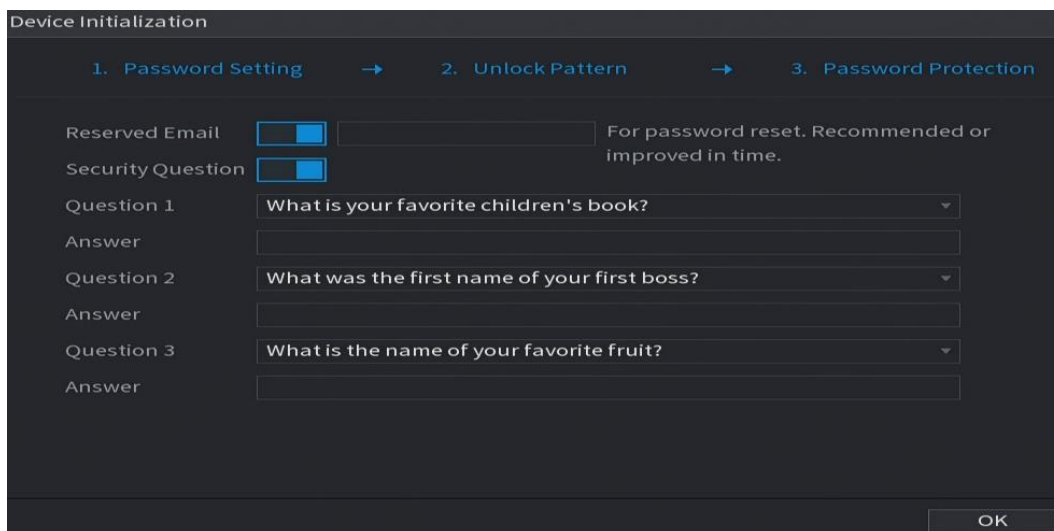 Device Initialization
1. Password Setting → 2. Unlock Pattern → 3. Password Protection
Reserved Email
For password reset. Recommended or
improved in time.
Security Question
Question 1 What is your favorite children's book?
Answer
Question 2 What was the first name of your first boss?
Answer
Question 3 What is the name of your favorite fruit?
Answer
OK